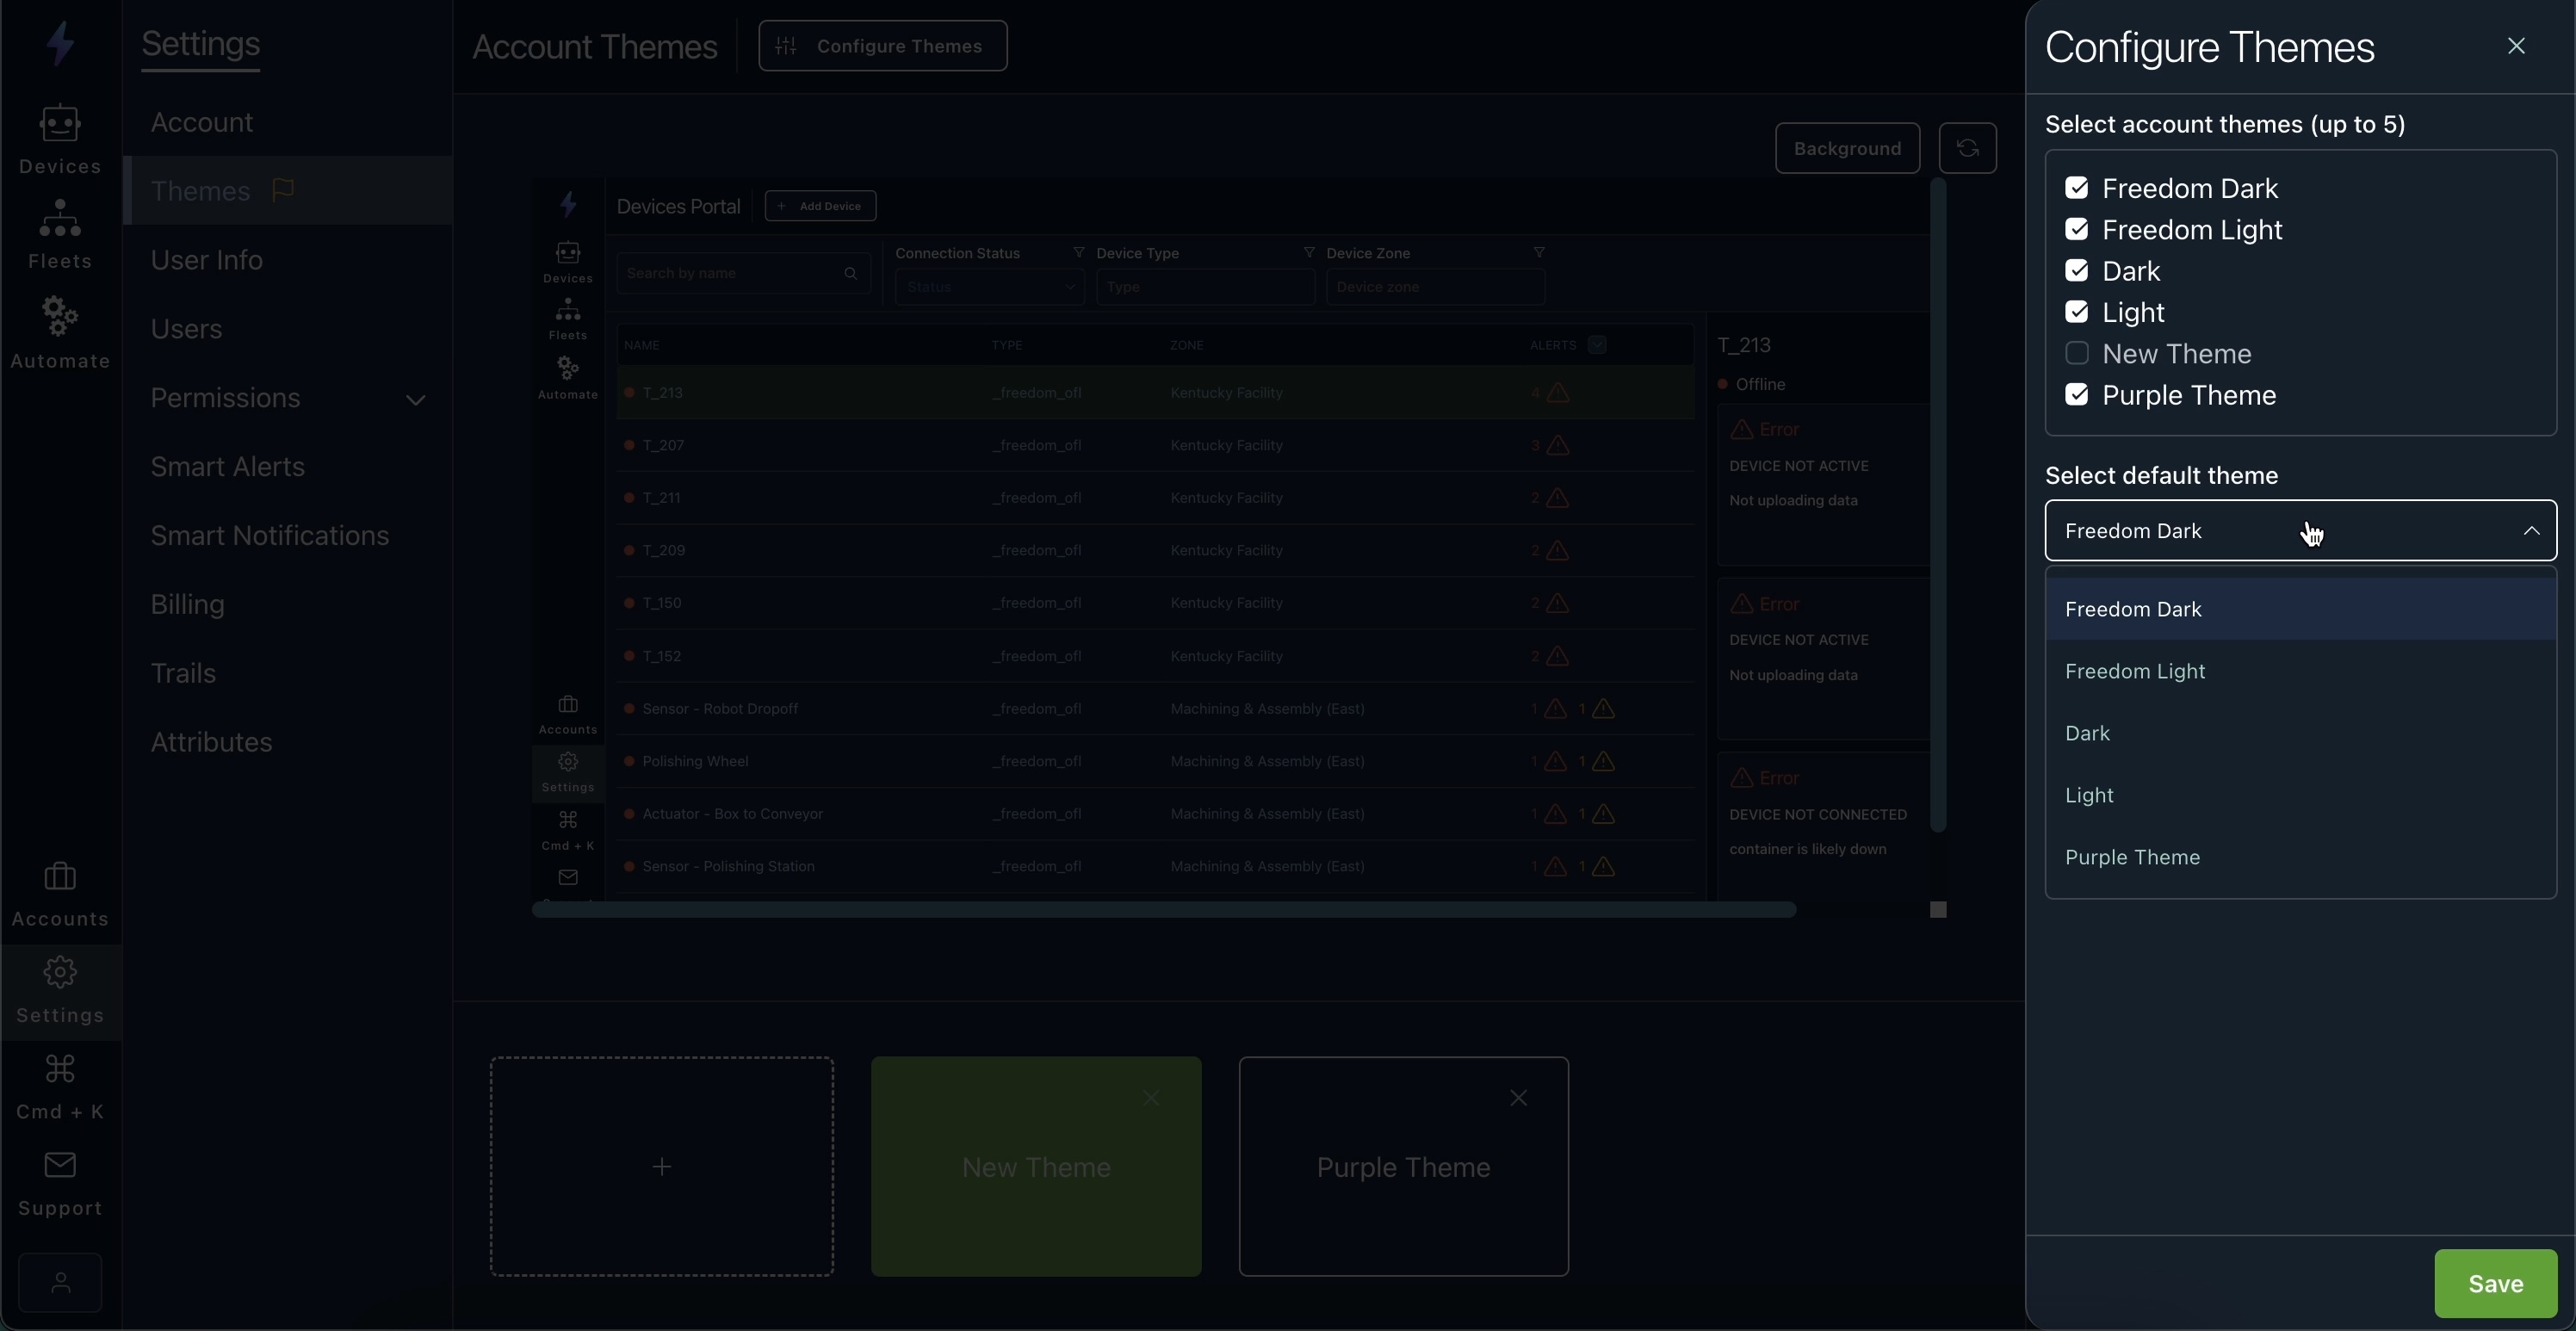 Devices
Fleets
Automate
Accounts
Settings
Cmd + K
Support
Settings
Account
Themes
User Info
Users
Permissions
Smart Alerts
Smart Notifications
Billing
Trails
Attributes
Account Themes
Configure Themes
Background
Devices
Fleets
Automate
Accounts
Settings
Cmd + K
Devices Portal
+ Add Device
Search by name
Connection Status
Status
Device Type
Type
Device Zone
Device zone
NAME TYPE ZONE ALERTS
T_213 _freedom_ofl Kentucky Facility 4
T_207 _freedom_ofl Kentucky Facility 3
T_211 _freedom_ofl Kentucky Facility 2
T_209 _freedom_ofl Kentucky Facility 2
T_150 _freedom_ofl Kentucky Facility 2
T_152 _freedom_ofl Kentucky Facility 2
Sensor - Robot Dropoff _freedom_ofl Machining & Assembly (East) 1 1
Polishing Wheel _freedom_ofl Machining & Assembly (East) 1 1
Actuator - Box to Conveyor _freedom_ofl Machining & Assembly (East) 1 1
Sensor - Polishing Station _freedom_ofl Machining & Assembly (East) 1 1
T_213
Offline
Error
DEVICE NOT ACTIVE
Not uploading data
Error
DEVICE NOT ACTIVE
Not uploading data
Error
DEVICE NOT CONNECTED
container is likely down
+
New Theme
Purple Theme
Configure Themes
Select account themes (up to 5)
Freedom Dark
Freedom Light
Dark
Light
New Theme
Purple Theme
Select default theme
Freedom Dark
Freedom Dark
Freedom Light
Dark
Light
Purple Theme
Save